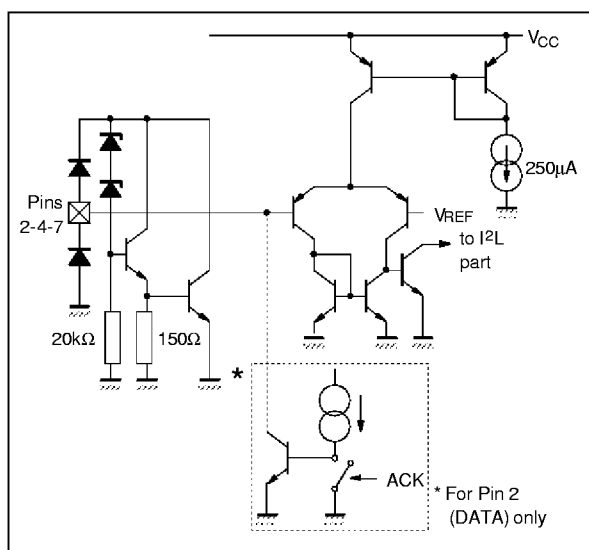 VCC
250µA
Pins
2-4-7
VREF
to I²L
part
20kΩ
150Ω
*
ACK
* For Pin 2
(DATA) only